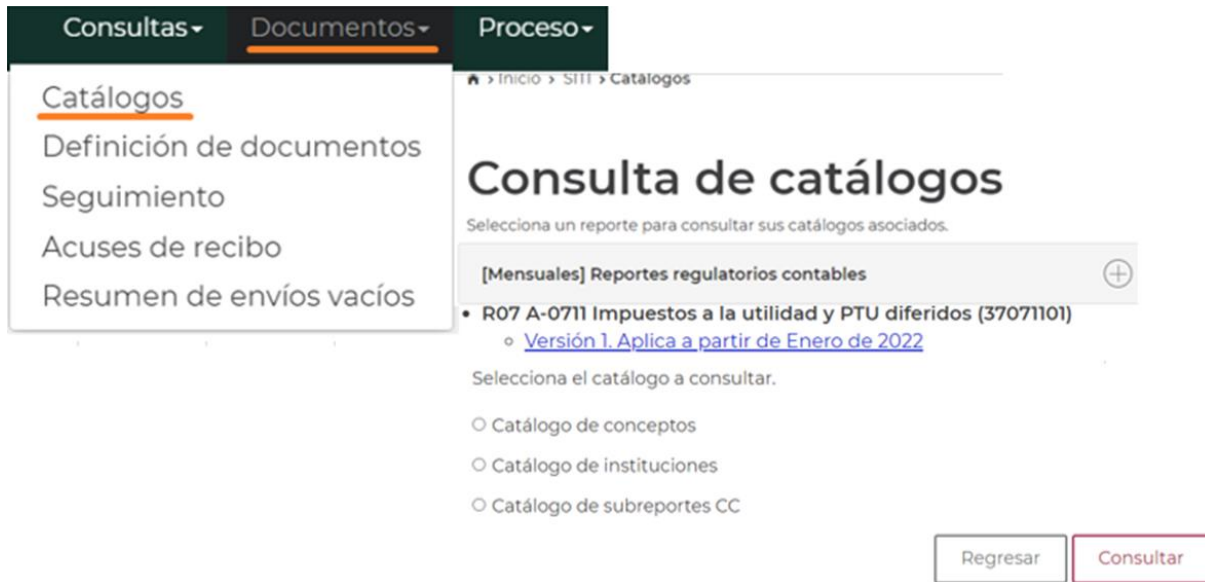 Consultas Documentos Proceso
Catálogos
Definición de documentos
Seguimiento
Acuses de recibo
Resumen de envíos vacíos
> Inicio > SITI > Catálogos
Consulta de catálogos
Selecciona un reporte para consultar sus catálogos asociados.
[Mensuales] Reportes regulatorios contables
• R07 A-0711 Impuestos a la utilidad y PTU diferidos (37071101)
Versión 1. Aplica a partir de Enero de 2022
Selecciona el catálogo a consultar.
Catálogo de conceptos
Catálogo de instituciones
Catálogo de subreportes CC
Regresar Consultar